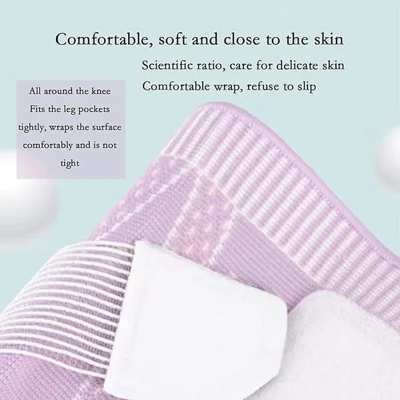 Comfortable, soft and close to the skin
Scientific ratio, care for delicate skin
Comfortable wrap, refuse to slip
All around the knee
Fits the leg pockets
tightly, wraps the surface
comfortably and is not
tight